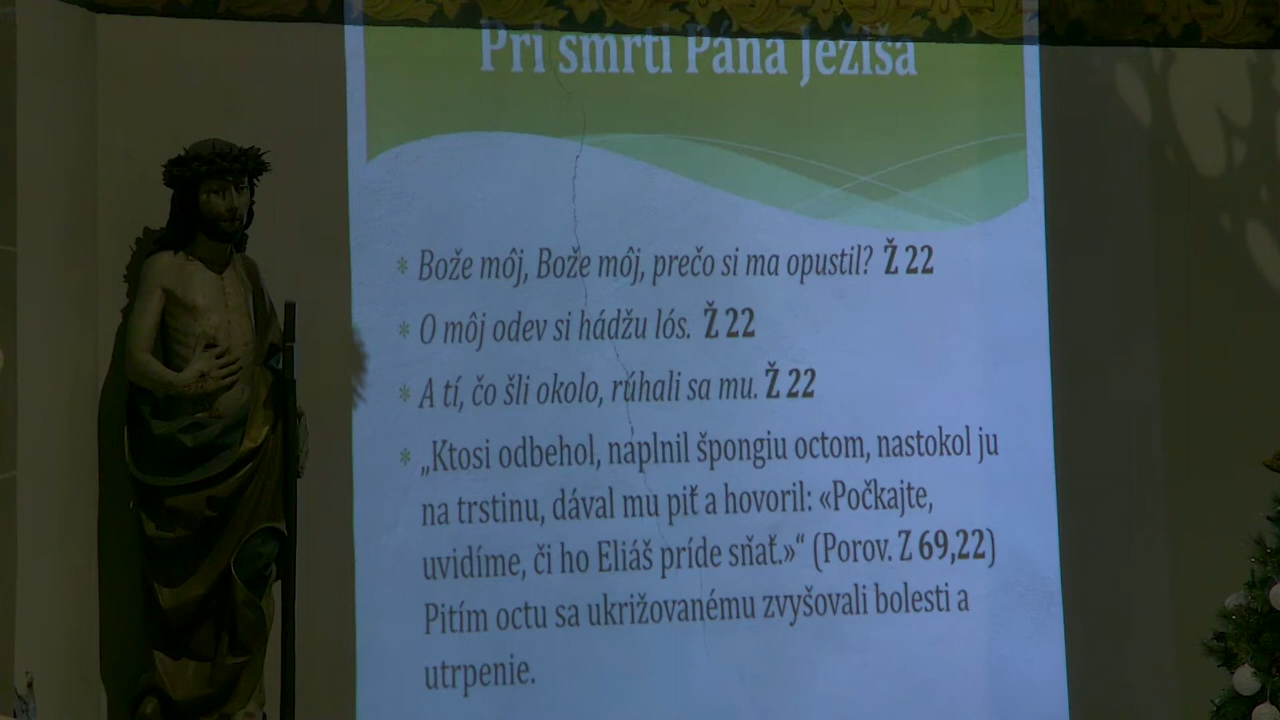 Pri smrti Pána Ježiša
* Bože môj, Bože môj, prečo si ma opustil? Ž 22
* O môj odev si hádžu lós. Ž 22
* A tí, čo šli okolo, rúhali sa mu. Ž 22
* „Ktosi odbehol, naplnil špongiu octom, nastokol ju
na trstinu, dával mu piť a hovoril: «Počkajte,
uvidíme, či ho Eliáš príde sňať.»“ (Porov. Z 69,22)
Pitím octu sa ukrižovanému zvyšovali bolesti a
utrpenie.